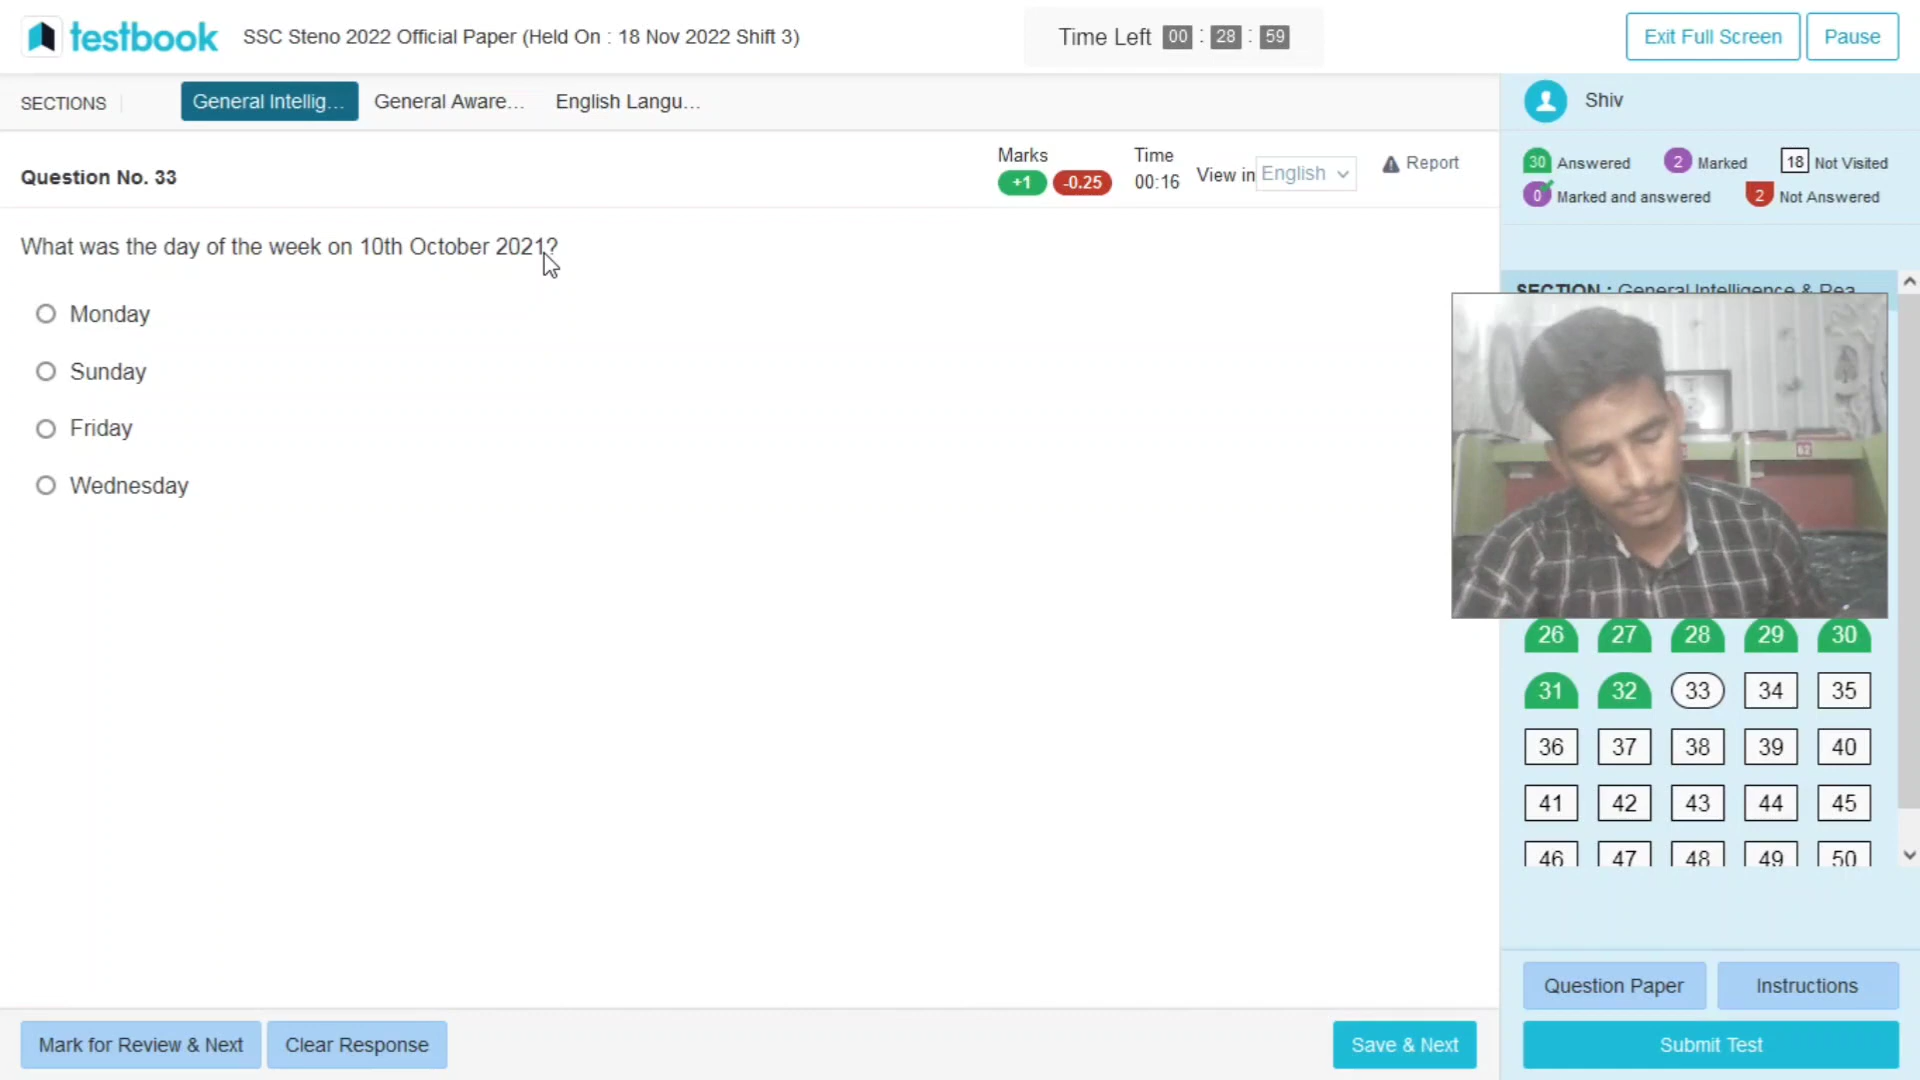 testbook SSC Steno 2022 Official Paper (Held On : 18 Nov 2022 Shift 3) Time Left 00 : 28 : 59 Exit Full Screen Pause
SECTIONS General Intellig... General Aware... English Langu... Shiv
Question No. 33 Marks +1 -0.25 Time 00:16 View in English Report
30 Answered 2 Marked 18 Not Visited
0 Marked and answered 2 Not Answered
What was the day of the week on 10th October 2021?
Monday
Sunday
Friday
Wednesday
SECTION : General Intelligence & Rea
26 27 28 29 30
31 32 33 34 35
36 37 38 39 40
41 42 43 44 45
46 47 48 49 50
Question Paper Instructions
Mark for Review & Next Clear Response Save & Next Submit Test